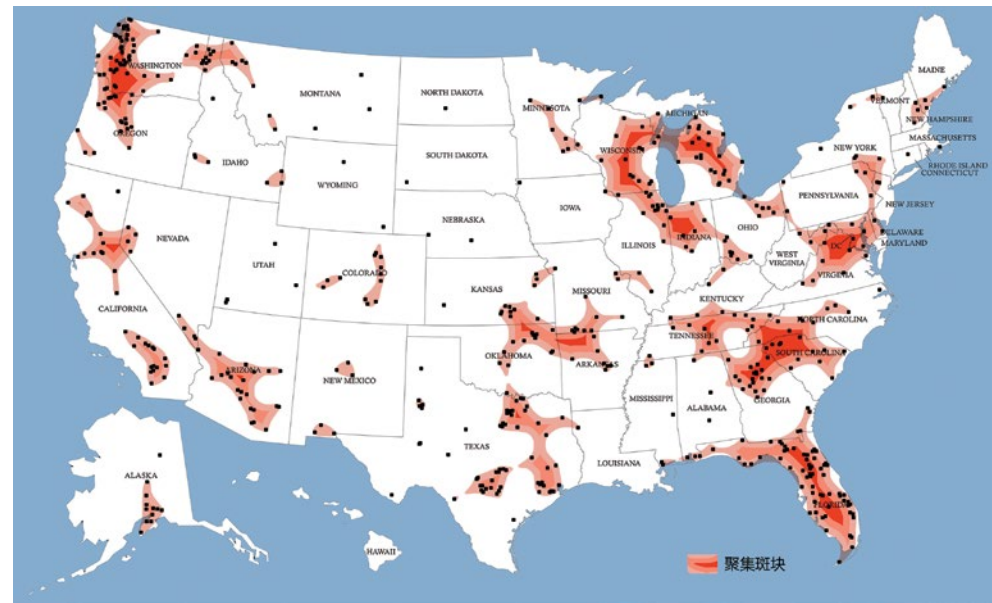 WASHINGTON
MONTANA
NORTH DAKOTA
MINNESOTA
MICHIGAN
MAINE
VERMONT
NEW HAMPSHIRE
MASSACHUSETTS
OREGON
IDAHO
SOUTH DAKOTA
WISCONSIN
NEW YORK
RHODE ISLAND
CONNECTICUT
WYOMING
IOWA
PENNSYLVANIA
NEW JERSEY
NEBRASKA
NEVADA
UTAH
COLORADO
ILLINOIS
INDIANA
OHIO
WEST
VIRGINIA
DC
DELAWARE
MARYLAND
VIRGINIA
CALIFORNIA
KANSAS
MISSOURI
KENTUCKY
NORTH CAROLINA
TENNESSEE
SOUTH CAROLINA
ARIZONA
NEW MEXICO
OKLAHOMA
ARKANSAS
MISSISSIPPI
ALABAMA
GEORGIA
TEXAS
LOUISIANA
FLORIDA
ALASKA
HAWAII
聚集斑块